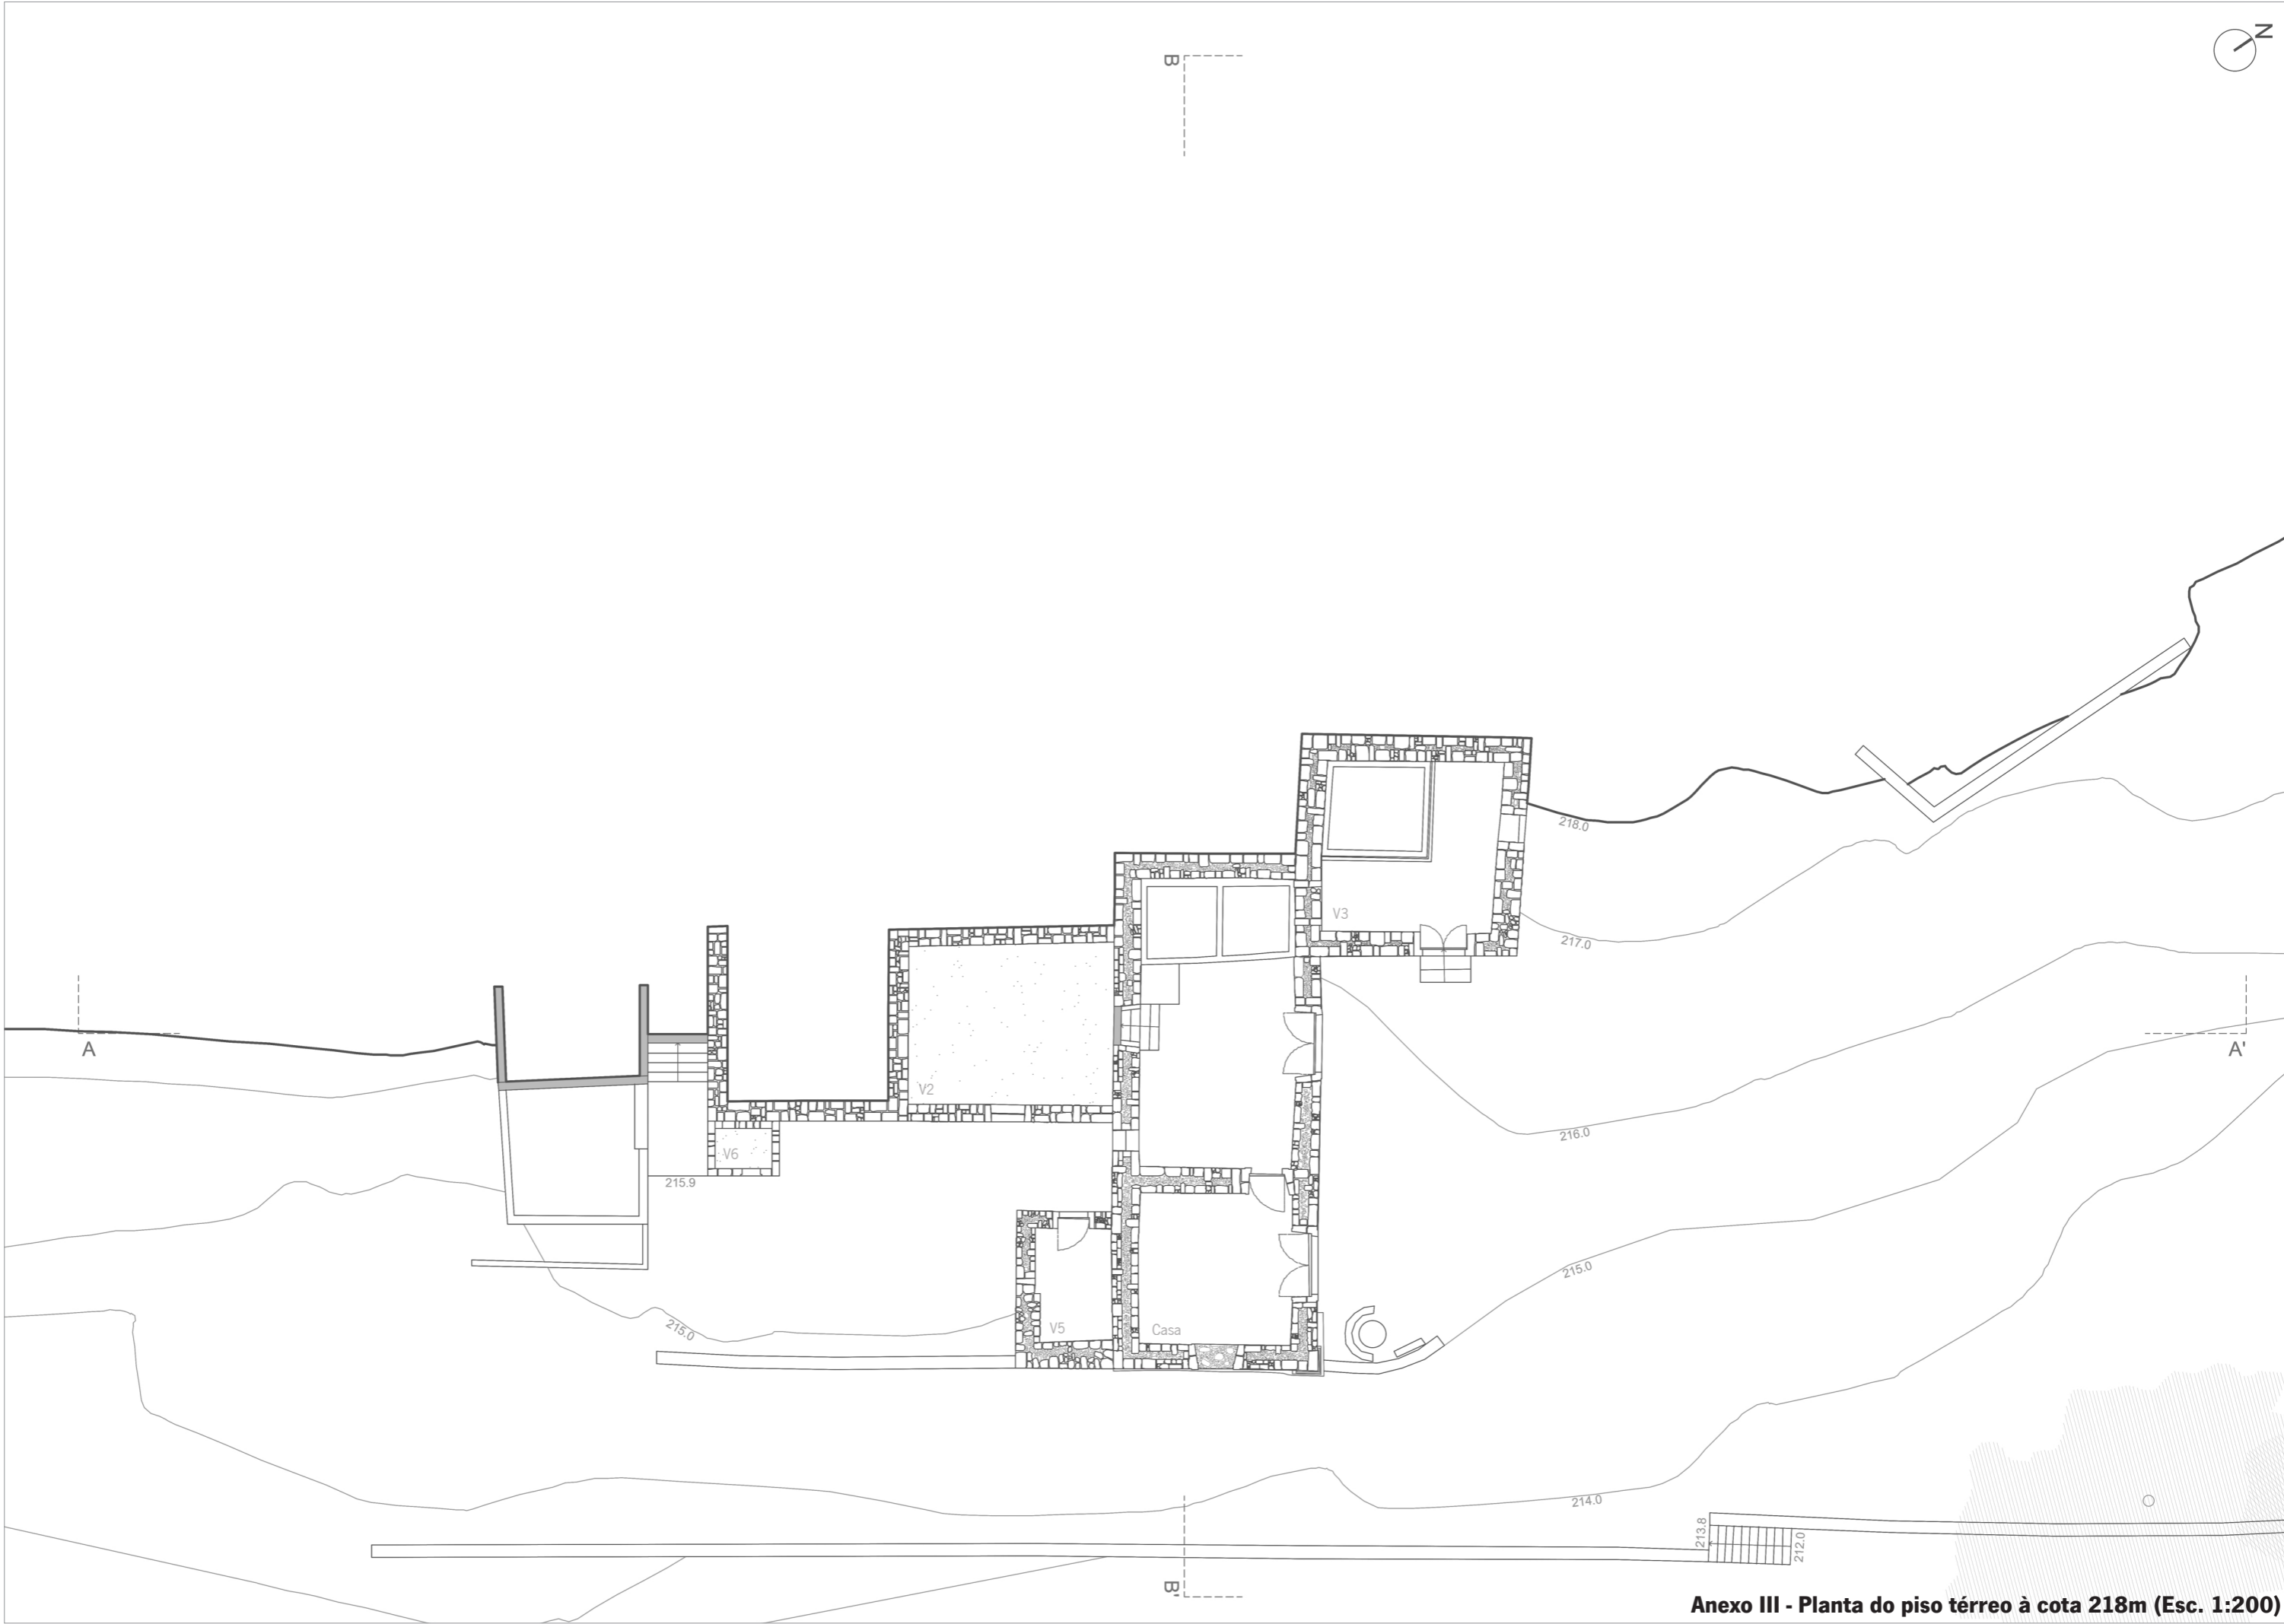 N
B
218.0
V3
217.0
A
A'
V2
216.0
V6
215.9
215.0
215.0
V5
Casa
214.0
213.8
212.0
B'
Anexo III - Planta do piso térreo à cota 218m (Esc. 1:200)